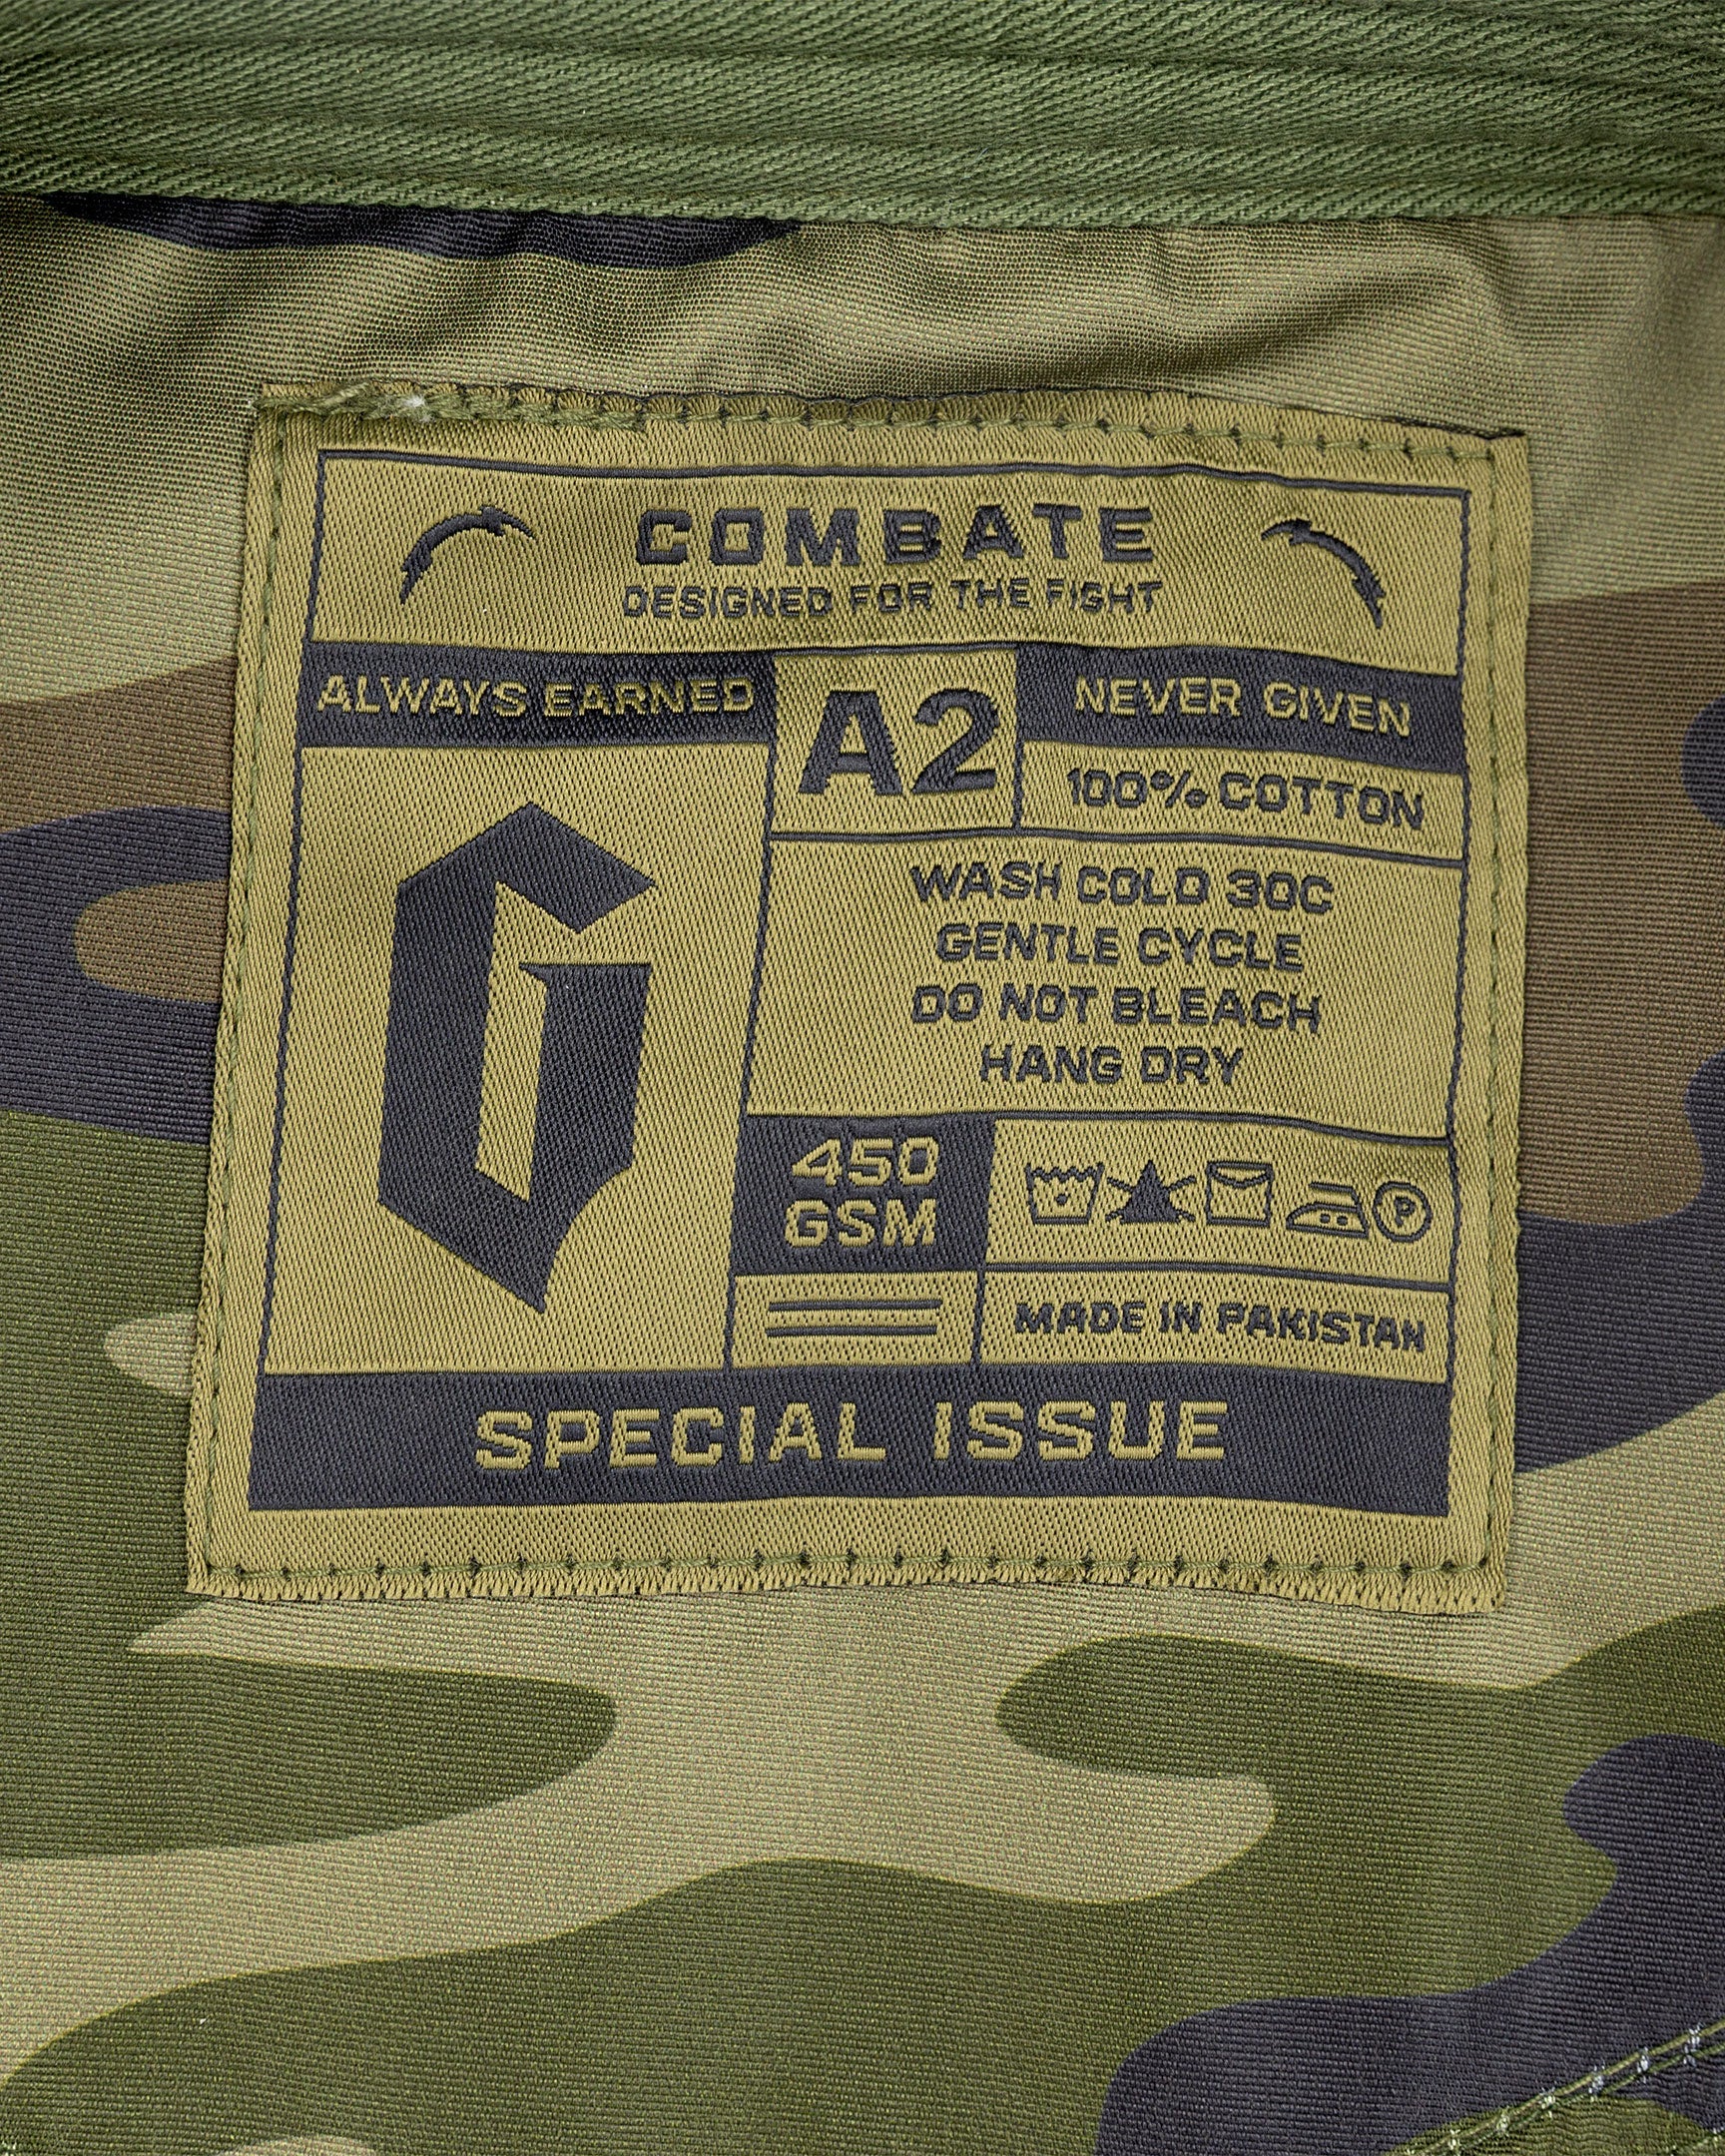 COMBATE
DESIGNED FOR THE FIGHT
ALWAYS EARNED
A2
NEVER GIVEN
100% COTTON
WASH COLD 30C
GENTLE CYCLE
DO NOT BLEACH
HANG DRY
450
GSM
P
MADE IN PAKISTAN
SPECIAL ISSUE